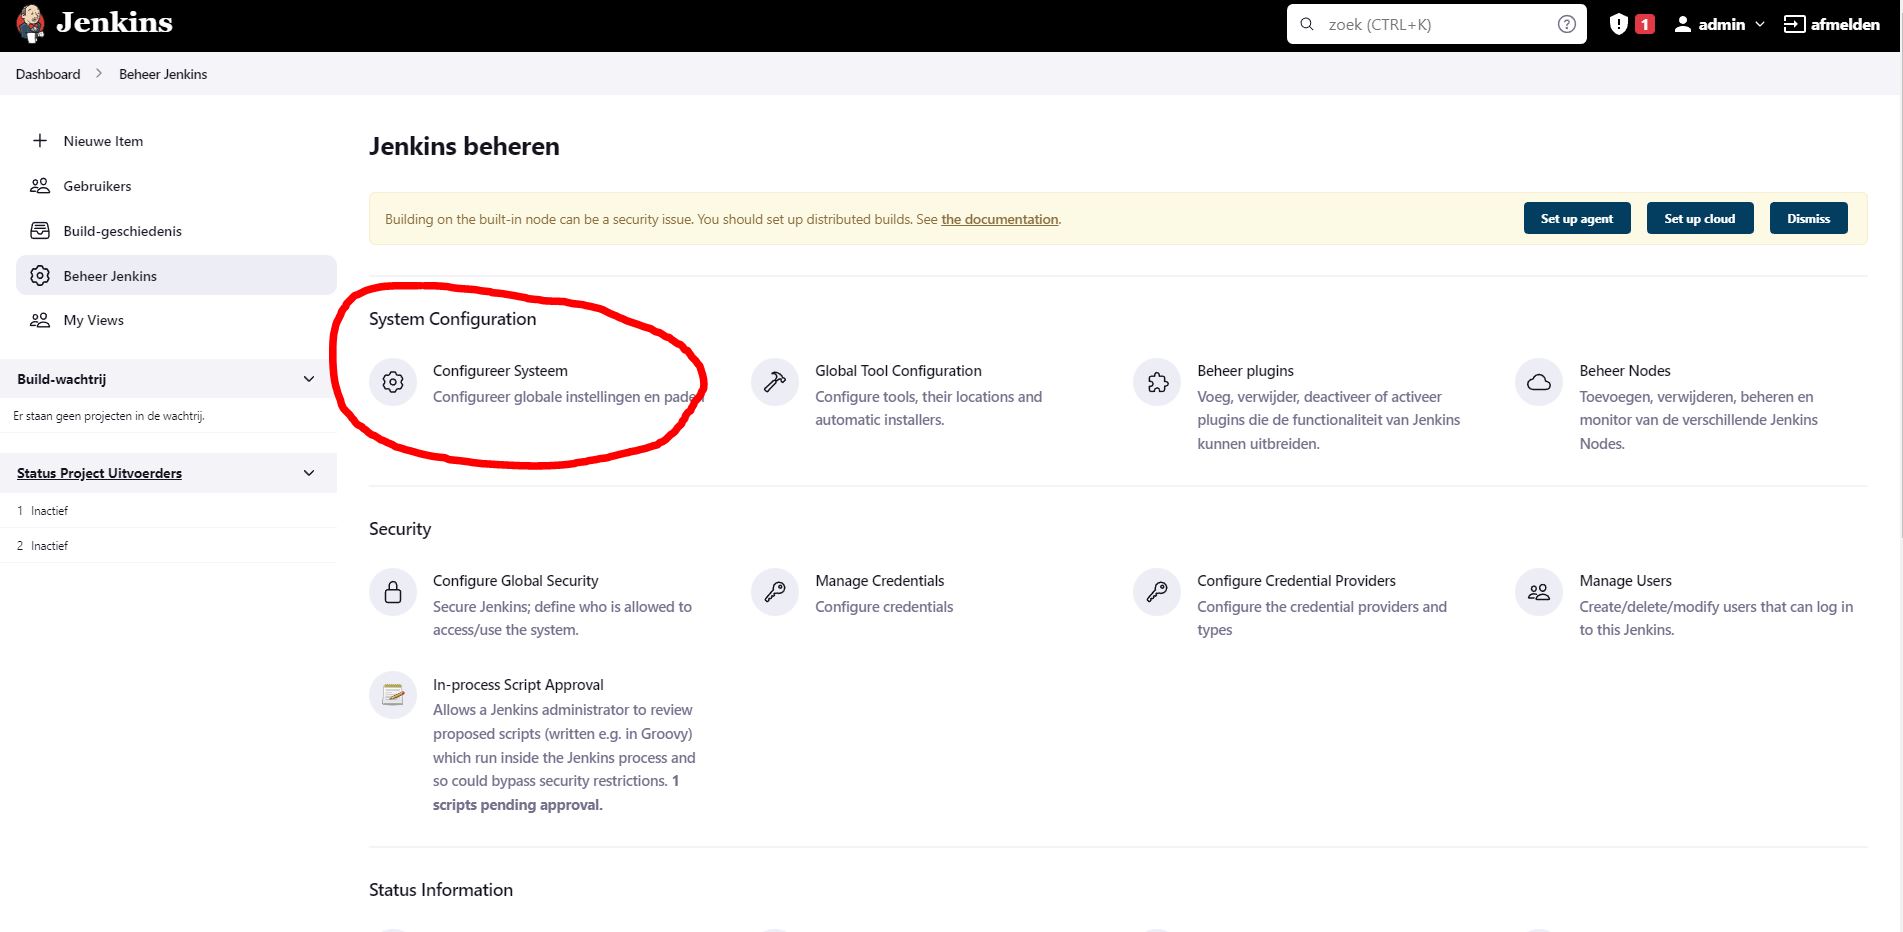 Jenkins
zoek (CTRL+K)
1
admin
afmelden
Dashboard
Beheer Jenkins
Nieuwe Item
Gebruikers
Build-geschiedenis
Beheer Jenkins
My Views
Build-wachtrij
Er staan geen projecten in de wachtrij.
Status Project Uitvoerders
1 Inactief
2 Inactief
Jenkins beheren
Building on the built-in node can be a security issue. You should set up distributed builds. See the documentation.
Set up agent
Set up cloud
Dismiss
System Configuration
Configureer Systeem
Configureer globale instellingen en paden
Global Tool Configuration
Configure tools, their locations and
automatic installers.
Beheer plugins
Voeg, verwijder, deactiveer of activeer
plugins die de functionaliteit van Jenkins
kunnen uitbreiden.
Beheer Nodes
Toevoegen, verwijderen, beheren en
monitor van de verschillende Jenkins
Nodes.
Security
Configure Global Security
Secure Jenkins; define who is allowed to
access/use the system.
Manage Credentials
Configure credentials
Configure Credential Providers
Configure the credential providers and
types
Manage Users
Create/delete/modify users that can log in
to this Jenkins.
In-process Script Approval
Allows a Jenkins administrator to review
proposed scripts (written e.g. in Groovy)
which run inside the Jenkins process and
so could bypass security restrictions. 1
scripts pending approval.
Status Information